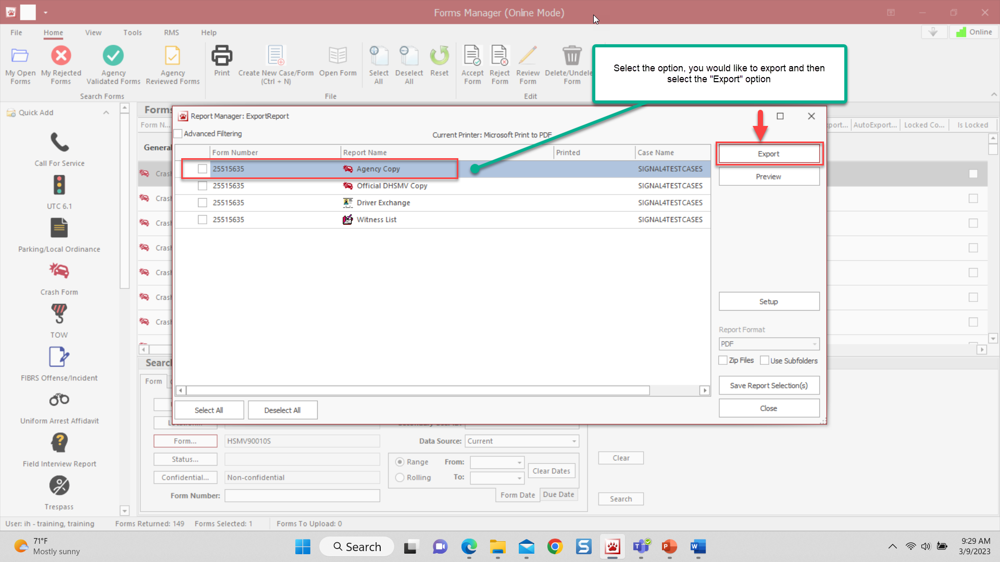 Forms Manager (Online Mode)
File Home View Tools RMS Help
Online
My Open Forms
My Rejected Forms
Agency Validated Forms
Agency Reviewed Forms
Search Forms
Print
Create New Case/Form (Ctrl + N)
Open Form
File
Select All
Deselect All
Reset
Accept Form
Reject Form
Review Form
Delete/Undele
Form
Edit
Select the option, you would like to export and then
select the "Export" option
Quick Add
Call For Service
UTC 6.1
Parking/Local Ordinance
Crash Form
TOW
FIBRS Offense/Incident
Uniform Arrest Affidavit
Field Interview Report
Trespass
Forms
Form N...
port... AutoExport... Locked Co... Is Locked
General
Crash
Crash
Crash
Crash
Crash
Crash
Crash
Report Manager: ExportReport
Advanced Filtering
Current Printer: Microsoft Print to PDF
Form Number Report Name Printed Case Name
25515635 Agency Copy SIGNAL4TESTCASES
25515635 Official DHSMV Copy SIGNAL4TESTCASES
25515635 Driver Exchange SIGNAL4TESTCASES
25515635 Witness List SIGNAL4TESTCASES
Export
Preview
Setup
Report Format
PDF
Zip Files Use Subfolders
Save Report Selection(s)
Close
Select All Deselect All
Search
Form
Form... HSMV90010S
Status...
Confidential... Non-confidential
Form Number:
Data Source: Current
Range From:
Rolling To:
Clear Dates
Form Date Due Date
Clear
Search
User: ih - training, training Forms Returned: 149 Forms Selected: 1 Forms To Upload: 0
71°F
Mostly sunny
Search
9:29 AM
3/9/2023